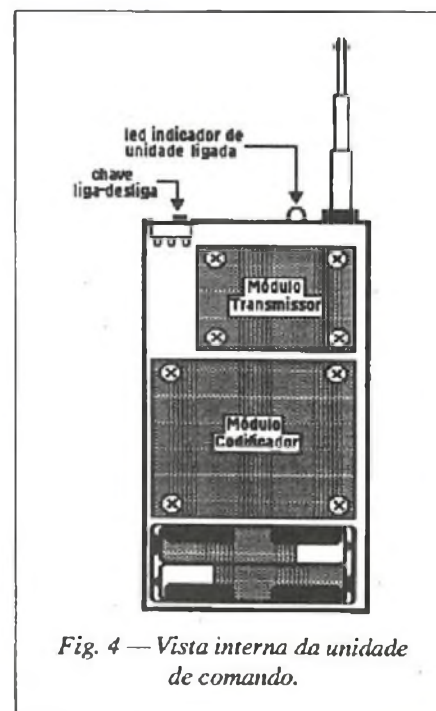 led indicador de
unidade ligada
chave
liga-desliga
Módulo
Transmissor
Módulo
Codificador
Fig. 4 — Vista interna da unidade
de comando.